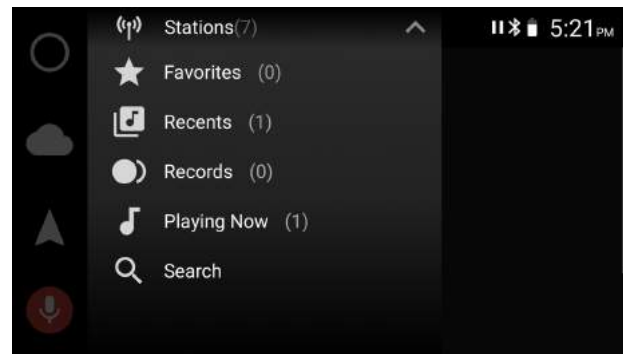 Stations(7)
5:21PM
Favorites (0)
Recents (1)
Records (0)
Playing Now (1)
Search